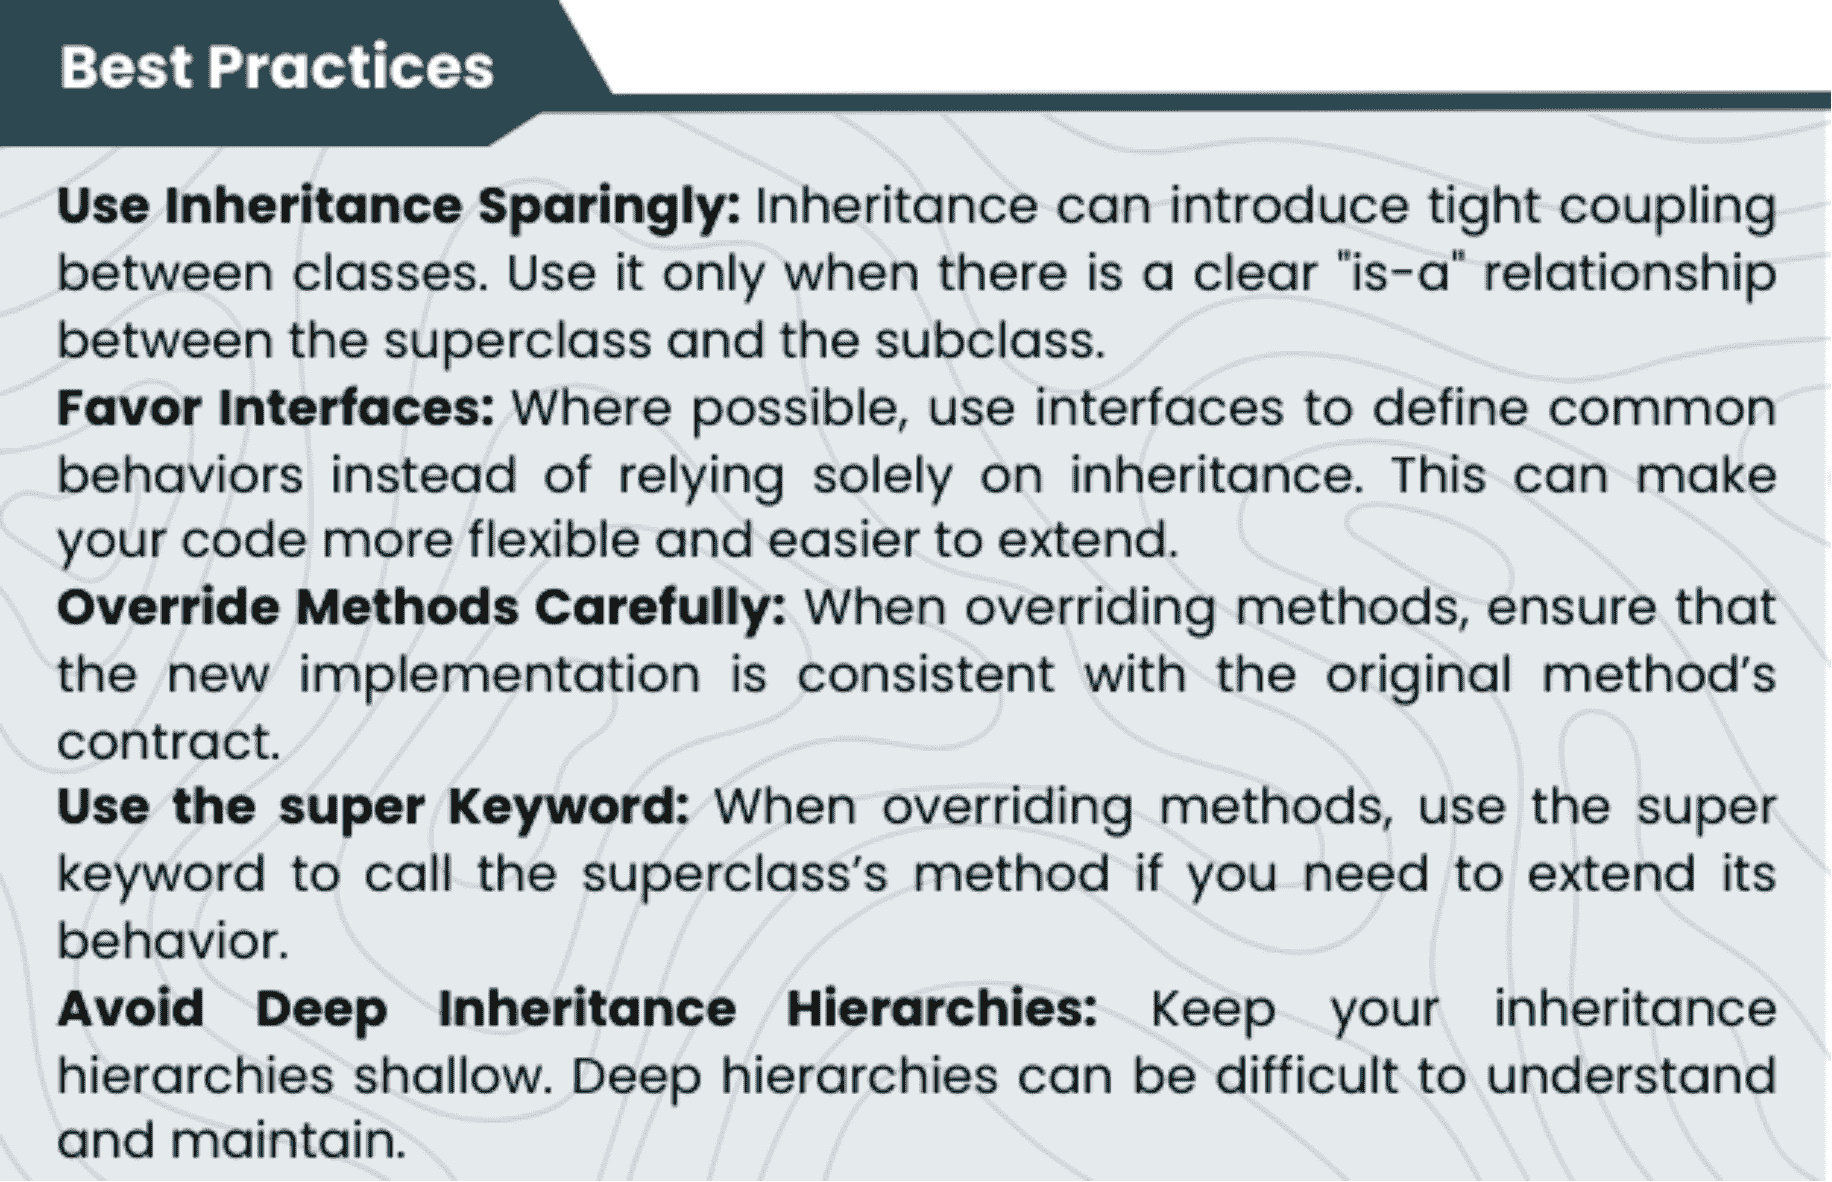 Best Practices
Use Inheritance Sparingly: Inheritance can introduce tight coupling
between classes. Use it only when there is a clear "is-a" relationship
between the superclass and the subclass.
Favor Interfaces: Where possible, use interfaces to define common
behaviors instead of relying solely on inheritance. This can make
your code more flexible and easier to extend.
Override Methods Carefully: When overriding methods, ensure that
the new implementation is consistent with the original method’s
contract.
Use the super Keyword: When overriding methods, use the super
keyword to call the superclass’s method if you need to extend its
behavior.
Avoid Deep Inheritance Hierarchies: Keep your inheritance
hierarchies shallow. Deep hierarchies can be difficult to understand
and maintain.